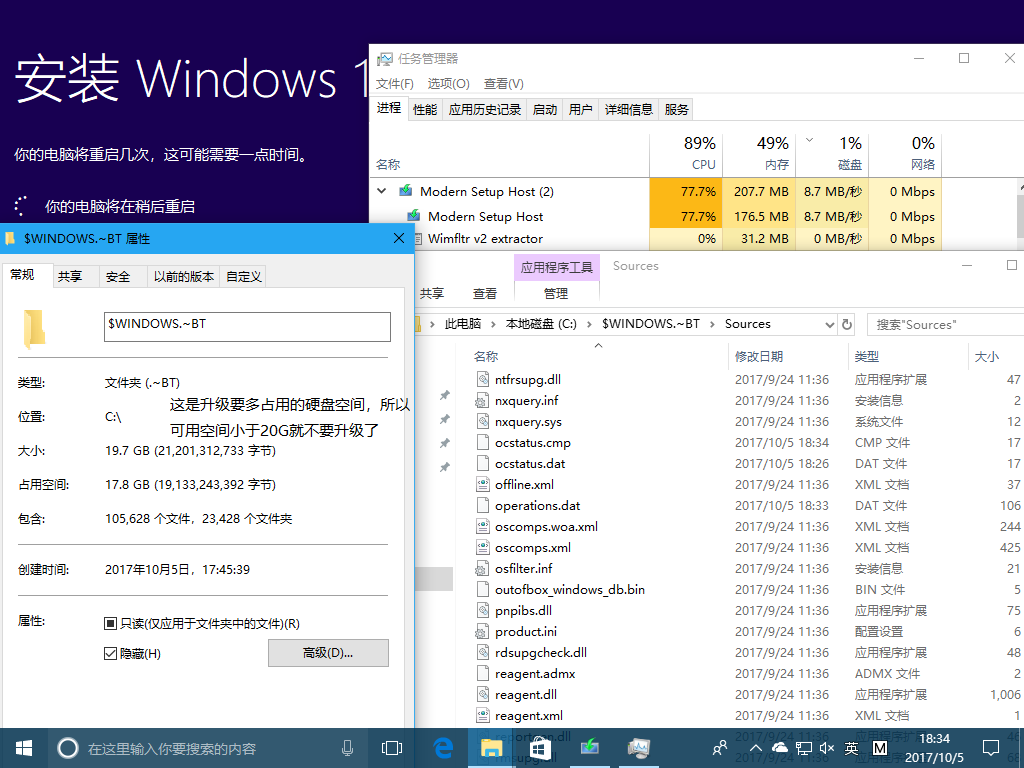 安装 Windows 1
你的电脑将重启几次，这可能需要一点时间。
你的电脑将在稍后重启
任务管理器
文件(F) 选项(O) 查看(V)
进程 性能 应用历史记录 启动 用户 详细信息 服务
89% 49% 1% 0%
名称 CPU 内存 磁盘 网络
Modern Setup Host (2) 77.7% 207.7 MB 8.7 MB/秒 0 Mbps
Modern Setup Host 77.7% 176.5 MB 8.7 MB/秒 0 Mbps
Wimfltr v2 extractor 0% 31.2 MB 0 MB/秒 0 Mbps
$WINDOWS.~BT 属性
常规 共享 安全 以前的版本 自定义
$WINDOWS.~BT
类型: 文件夹 (.~BT)
位置: C:\
这是升级要多占用的硬盘空间，所以
可用空间小于20G就不要升级了
大小: 19.7 GB (21,201,312,733 字节)
占用空间: 17.8 GB (19,133,243,392 字节)
包含: 105,628 个文件，23,428 个文件夹
创建时间: 2017年10月5日，17:45:39
属性: 只读(仅应用于文件夹中的文件)(R)
隐藏(H) 高级(D)...
应用程序工具 Sources
共享 查看 管理
此电脑 本地磁盘 (C:) $WINDOWS.~BT Sources 搜索"Sources"
名称 修改日期 类型 大小
ntfrsupg.dll 2017/9/24 11:36 应用程序扩展 47
nxquery.inf 2017/9/24 11:36 安装信息 2
nxquery.sys 2017/9/24 11:36 系统文件 12
ocstatus.cmp 2017/10/5 18:34 CMP 文件 17
ocstatus.dat 2017/10/5 18:26 DAT 文件 17
offline.xml 2017/9/24 11:36 XML 文档 37
operations.dat 2017/10/5 18:33 DAT 文件 106
oscomps.woa.xml 2017/9/24 11:36 XML 文档 244
oscomps.xml 2017/9/24 11:36 XML 文档 425
osfilter.inf 2017/9/24 11:36 安装信息 21
outofbox_windows_db.bin 2017/9/24 11:36 BIN 文件 5
pnpibs.dll 2017/9/24 11:36 应用程序扩展 75
product.ini 2017/9/24 11:36 配置设置 6
rdsupgcheck.dll 2017/9/24 11:36 应用程序扩展 48
reagent.admx 2017/9/24 11:36 ADMX 文件 2
reagent.dll 2017/9/24 11:36 应用程序扩展 1,006
reagent.xml 2017/9/24 11:36 XML 文档 1
在这里输入你要搜索的内容
英 M
18:34
2017/10/5